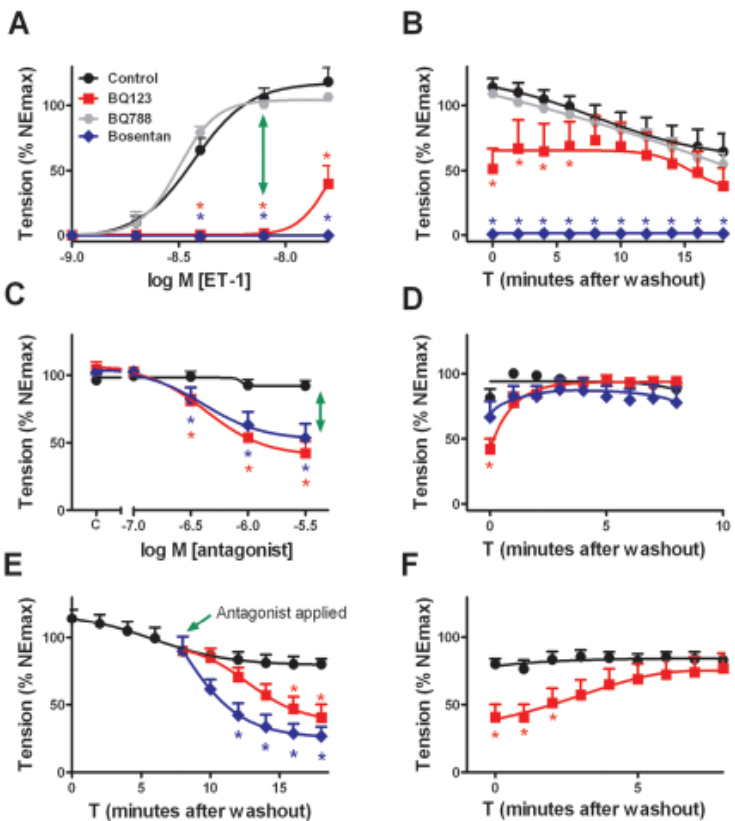 A
Tension (% NEmax)
100
50
0
Control
BQ123
BQ788
Bosentan
*
*
*
*
*
*
-9.0
-8.5
-8.0
log M [ET-1]
B
Tension (% NEmax)
100
50
0
* * * *
* * * * * * * * * *
0
5
10
15
T (minutes after washout)
C
Tension (% NEmax)
100
50
0
*
*
*
*
*
*
C
-7.0
-6.5
-6.0
-5.5
log M [antagonist]
D
Tension (% NEmax)
100
50
0
*
0
5
10
T (minutes after washout)
E
Tension (% NEmax)
100
50
0
Antagonist applied
* *
* * * *
0
5
10
15
T (minutes after washout)
F
Tension (% NEmax)
100
50
0
* * *
0
5
T (minutes after washout)